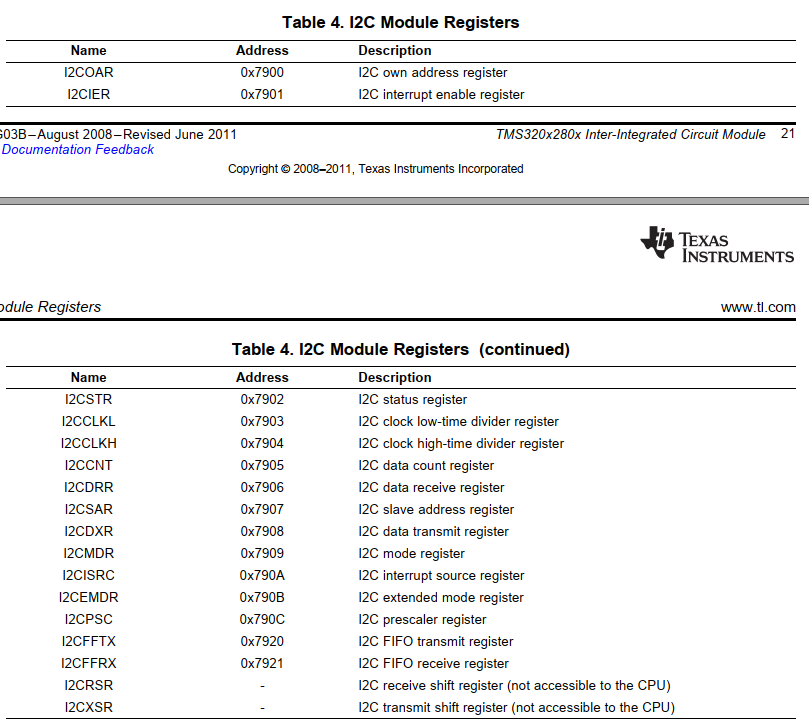 Table 4. I2C Module Registers
Name Address Description
I2COAR 0x7900 I2C own address register
I2CIER 0x7901 I2C interrupt enable register
G03B–August 2008–Revised June 2011 TMS320x280x Inter-Integrated Circuit Module 21
Documentation Feedback
Copyright © 2008–2011, Texas Instruments Incorporated
TEXAS
INSTRUMENTS
odule Registers www.tl.com
Table 4. I2C Module Registers (continued)
Name Address Description
I2CSTR 0x7902 I2C status register
I2CCLKL 0x7903 I2C clock low-time divider register
I2CCLKH 0x7904 I2C clock high-time divider register
I2CCNT 0x7905 I2C data count register
I2CDRR 0x7906 I2C data receive register
I2CSAR 0x7907 I2C slave address register
I2CDXR 0x7908 I2C data transmit register
I2CMDR 0x7909 I2C mode register
I2CISRC 0x790A I2C interrupt source register
I2CEMDR 0x790B I2C extended mode register
I2CPSC 0x790C I2C prescaler register
I2CFFTX 0x7920 I2C FIFO transmit register
I2CFFRX 0x7921 I2C FIFO receive register
I2CRSR - I2C receive shift register (not accessible to the CPU)
I2CXSR - I2C transmit shift register (not accessible to the CPU)